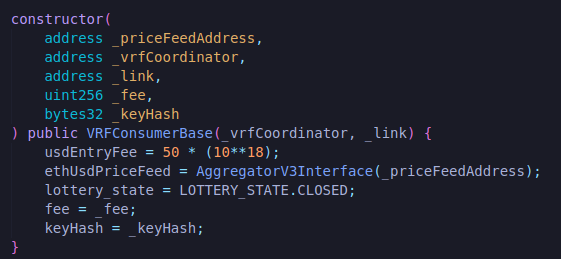 constructor(
    address _priceFeedAddress,
    address _vrfCoordinator,
    address _link,
    uint256 _fee,
    bytes32 _keyHash
) public VRFConsumerBase(_vrfCoordinator, _link) {
    usdEntryFee = 50 * (10**18);
    ethUsdPriceFeed = AggregatorV3Interface(_priceFeedAddress);
    lottery_state = LOTTERY_STATE.CLOSED;
    fee = _fee;
    keyHash = _keyHash;
}